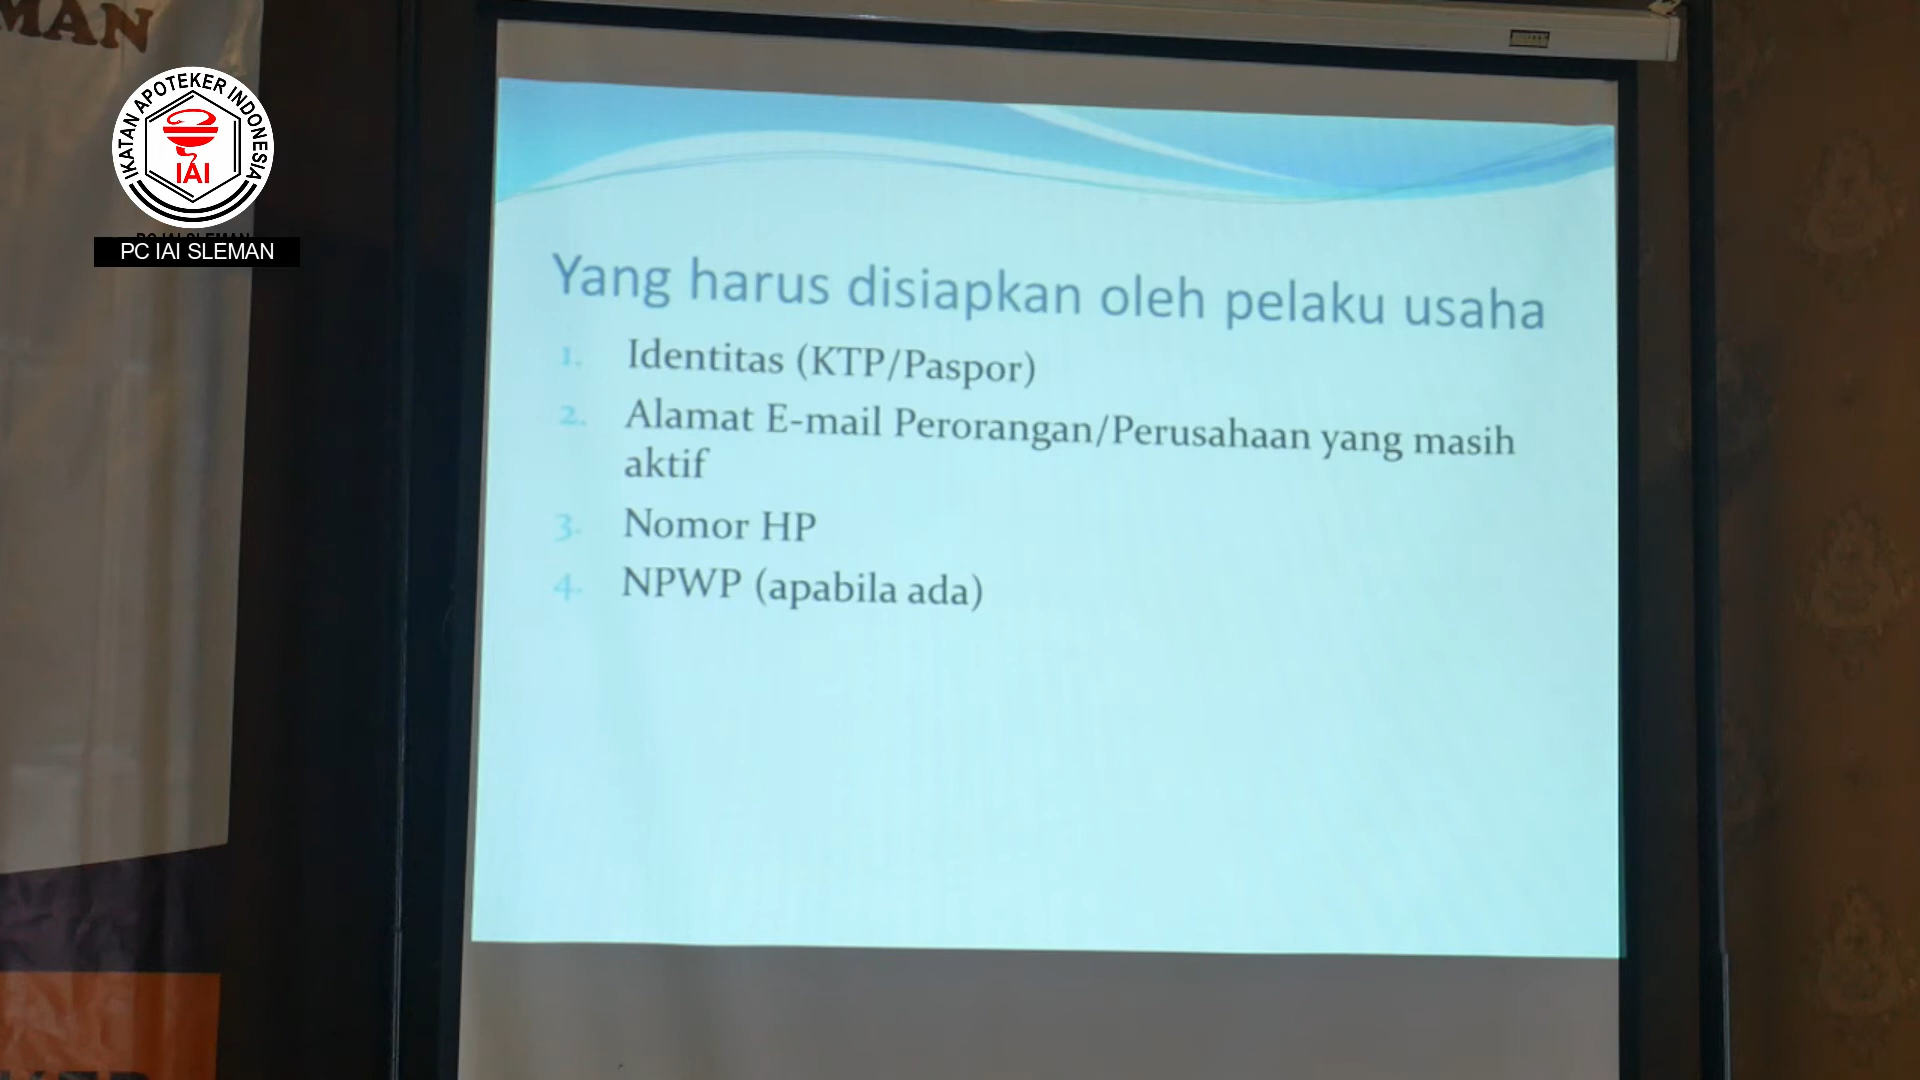 MAN
IKATAN APOTEKER INDONESIA
IAI
PC IAI SLEMAN
Yang harus disiapkan oleh pelaku usaha
1. Identitas (KTP/Paspor)
2. Alamat E-mail Perorangan/Perusahaan yang masih
aktif
3. Nomor HP
4. NPWP (apabila ada)